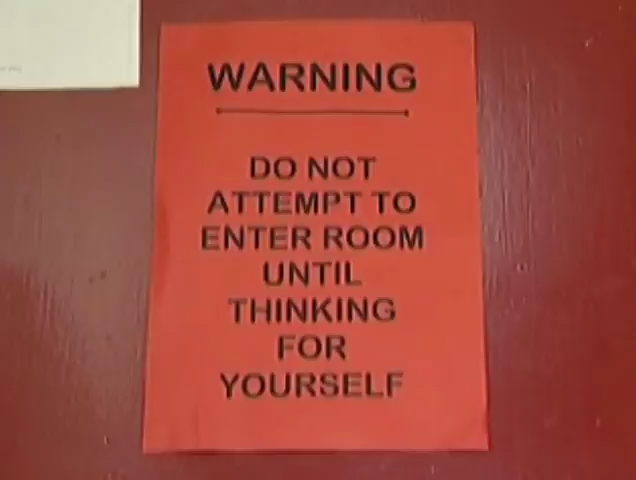 WARNING
DO NOT
ATTEMPT TO
ENTER ROOM
UNTIL
THINKING
FOR
YOURSELF